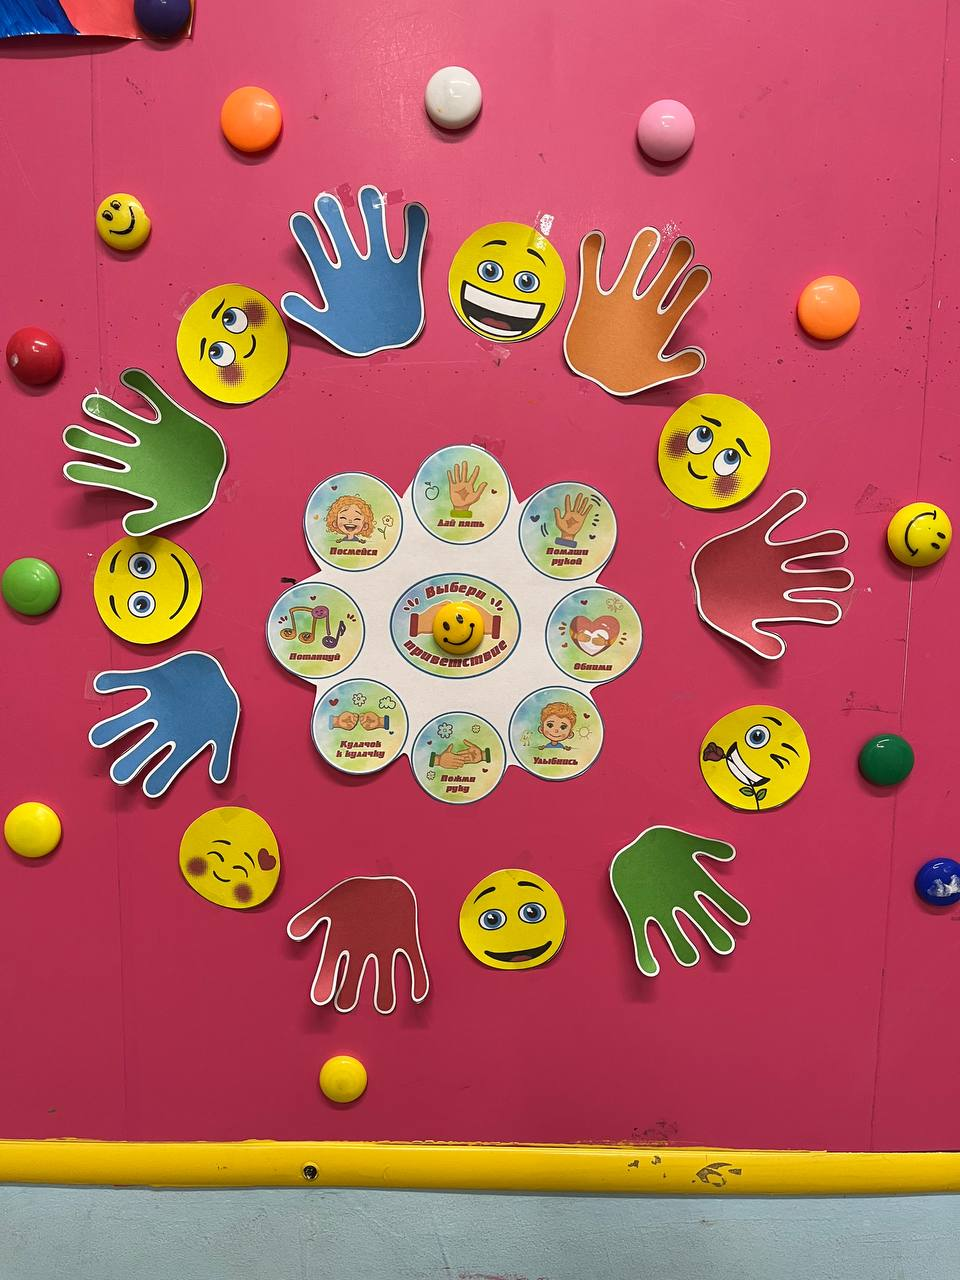 Выбери
приветствие
Дай пять
Помаши
рукой
Обними
Улыбнись
Пожми
руку
Кулачок
к кулачку
Потанцуй
Посмейся